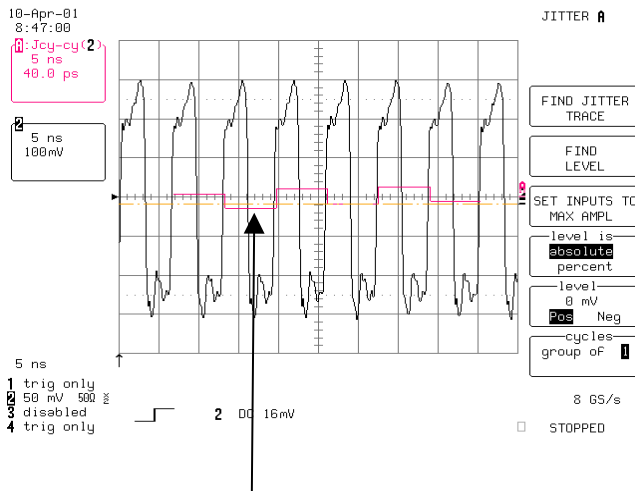 10-Apr-01
8:47:00
JITTER A
A:Jcy-cy(2)
5 ns
40.0 ps
2
5 ns
100mV
FIND JITTER
TRACE
FIND
LEVEL
SET INPUTS TO
MAX AMPL
level is
absolute
percent
level
0 mV
Pos Neg
cycles
group of 1
5 ns
1 trig only
2 50 mV 50Ω
3 disabled
4 trig only
2 DC 16mV
8 GS/s
STOPPED